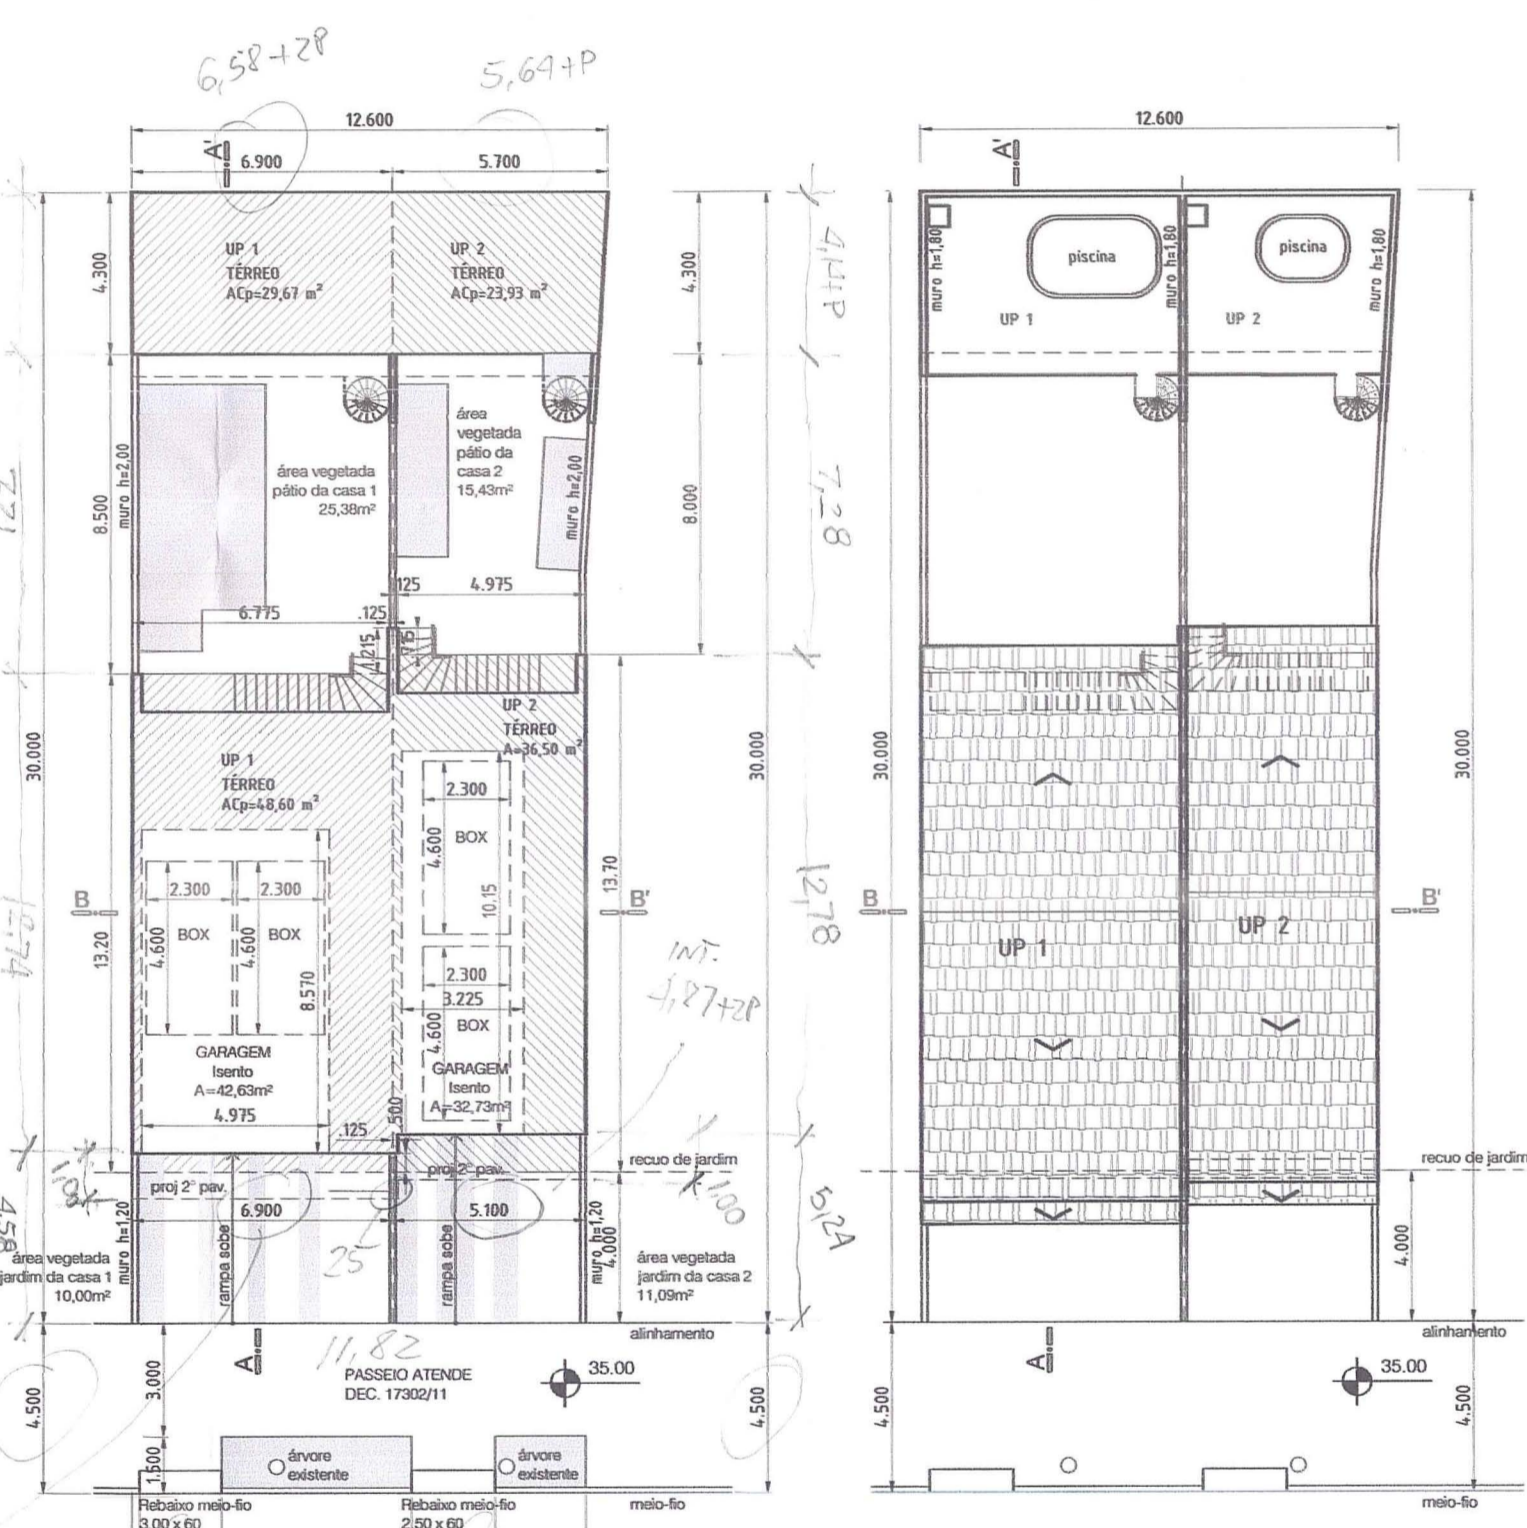 6,58+2P
5,64+P
12.600
6.900
5.700
A'
4.300
UP 1
TÉRREO
ACp=29,67 m²
UP 2
TÉRREO
ACp=23,93 m²
4.300
4,14+P
8.500
muro h=2,00
área vegetada
pátio da casa 1
25,38m²
área
vegetada
pátio da
casa 2
15,43m²
muro h=2,00
8.000
7,28
6.775
.125
125
4.975
1.215
.715
30.000
UP 1
TÉRREO
ACp=48,60 m²
UP 2
TÉRREO
A=36,50 m²
30.000
2.300
BOX
4.600
10,15
13.70
12,78
B
B'
13.20
2.300
2.300
4.600
BOX
4.600
BOX
8.570
GARAGEM
Isento
A=42,63m²
4.975
2.300
3.225
4.600
BOX
GARAGEM
Isento
A=32,73m²
INT.
4,87+2P
.125
.500
proj 2° pav.
proj 2° pav.
recuo de jardim
1,00
6.900
5.100
25
muro h=1,20
rampa sobe
rampa sobe
muro h=1,20
4.000
5,24
4,58
área vegetada
jardim da casa 1
10,00m²
área vegetada
jardim da casa 2
11,09m²
alinhamento
11,82
A
PASSEIO ATENDE
DEC. 17302/11
35.00
4.500
3.000
1.500
4.500
árvore
existente
árvore
existente
Rebaixo meio-fio
3.00 x 60
Rebaixo meio-fio
2.50 x 60
meio-fio
12.600
A'
muro h=1,80
piscina
muro h=1,80
piscina
muro h=1,80
UP 1
UP 2
30.000
30.000
B
B'
UP 1
UP 2
recuo de jardim
4.000
alinhamento
A
35.00
4.500
4.500
meio-fio